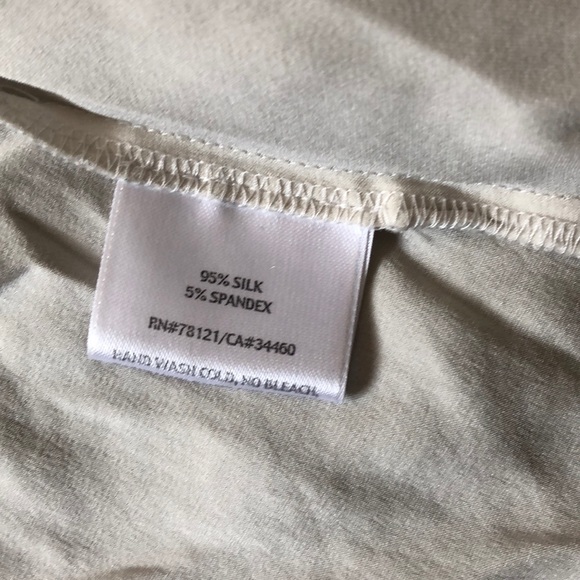 95% SILK
5% SPANDEX
RN#78121/CA#34460
HAND WASH COLD, NO BLEACH,